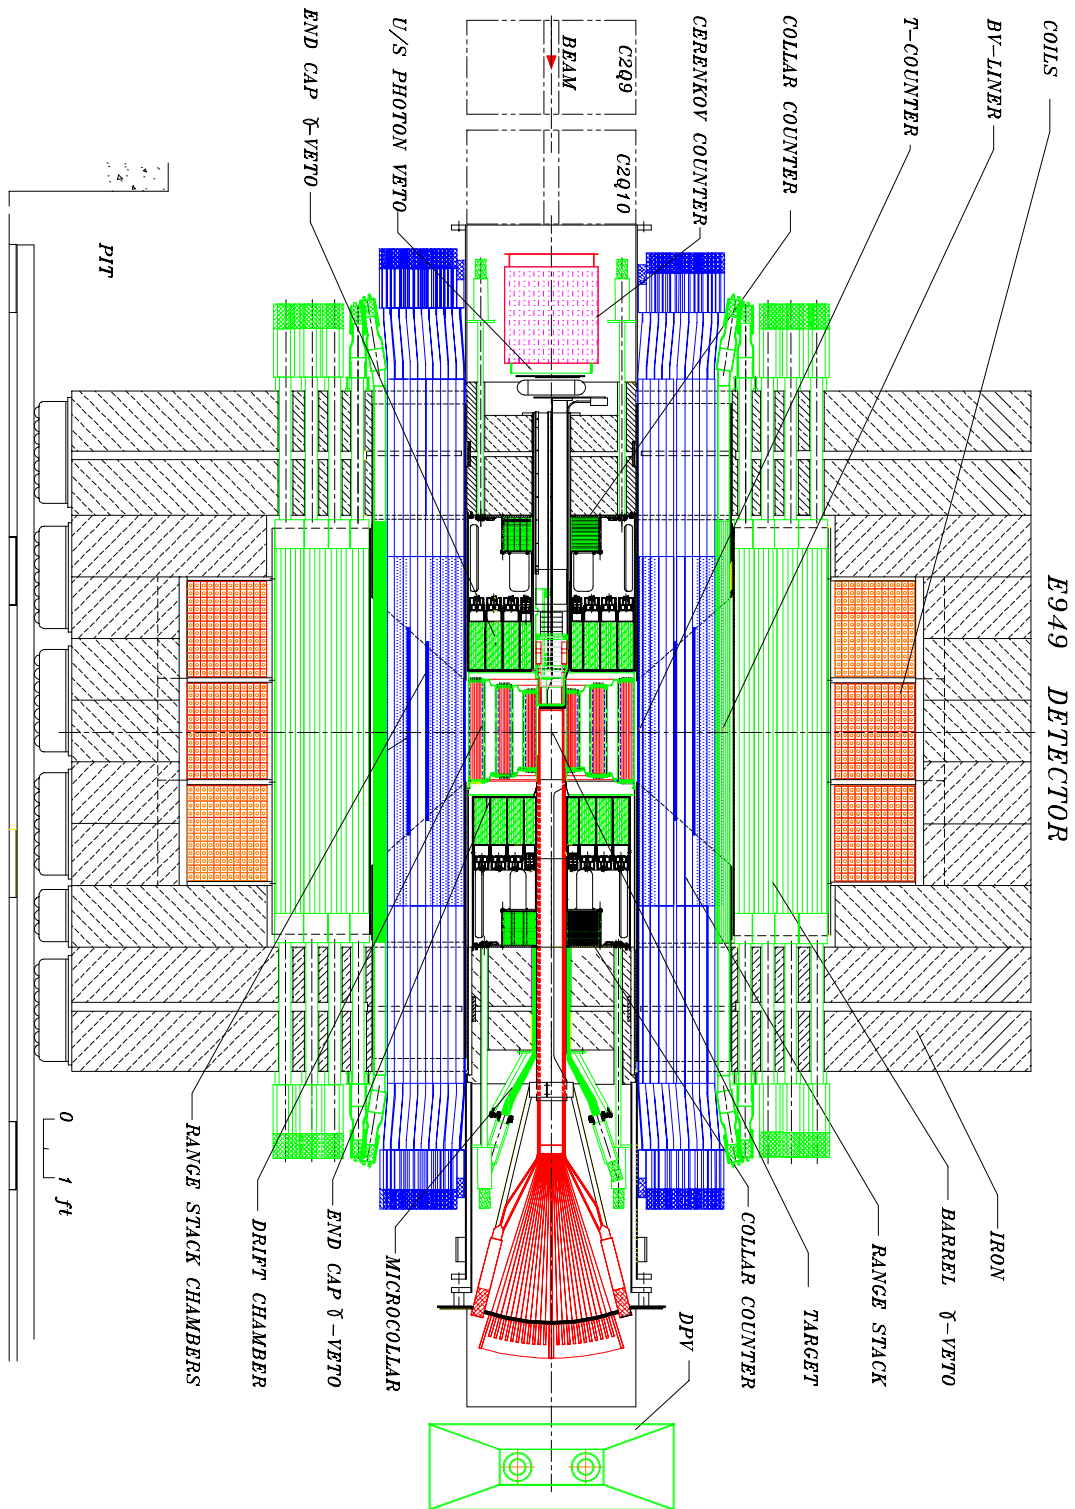 E949 DETECTOR
COILS
BV-LINER
T-COUNTER
COLLAR COUNTER
CERENKOV COUNTER
C2Q9
C2Q10
BEAM
U/S PHOTON VETO
END CAP γ-VETO
PIT
IRON
BARREL γ-VETO
RANGE STACK
TARGET
COLLAR COUNTER
DPV
MICROCOLLAR
END CAP γ-VETO
DRIFT CHAMBER
RANGE STACK CHAMBERS
0 1 ft